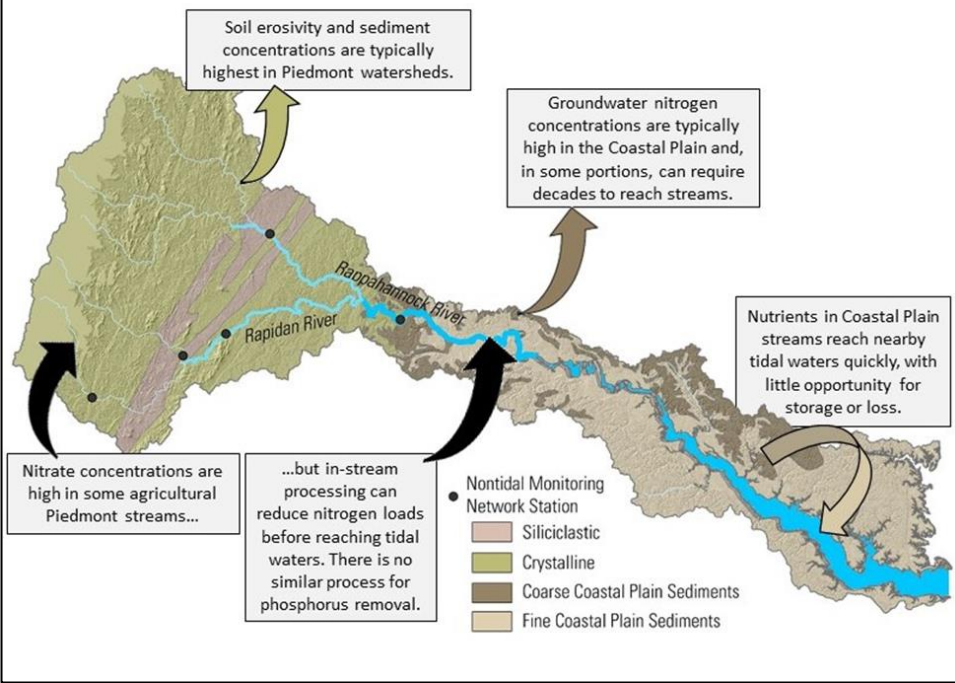 Soil erosivity and sediment
concentrations are typically
highest in Piedmont watersheds.
Groundwater nitrogen
concentrations are typically
high in the Coastal Plain and,
in some portions, can require
decades to reach streams.
Rappahannock River
Rapidan River
Nutrients in Coastal Plain
streams reach nearby
tidal waters quickly, with
little opportunity for
storage or loss.
Nitrate concentrations are
high in some agricultural
Piedmont streams...
...but in-stream
processing can
reduce nitrogen loads
before reaching tidal
waters. There is no
similar process for
phosphorus removal.
Nontidal Monitoring
Network Station
Siliciclastic
Crystalline
Coarse Coastal Plain Sediments
Fine Coastal Plain Sediments